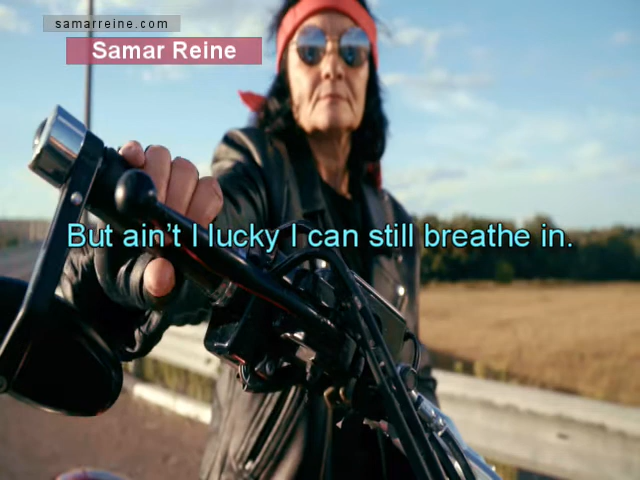 samarreine.com
Samar Reine
But ain’t I lucky I can still breathe in.